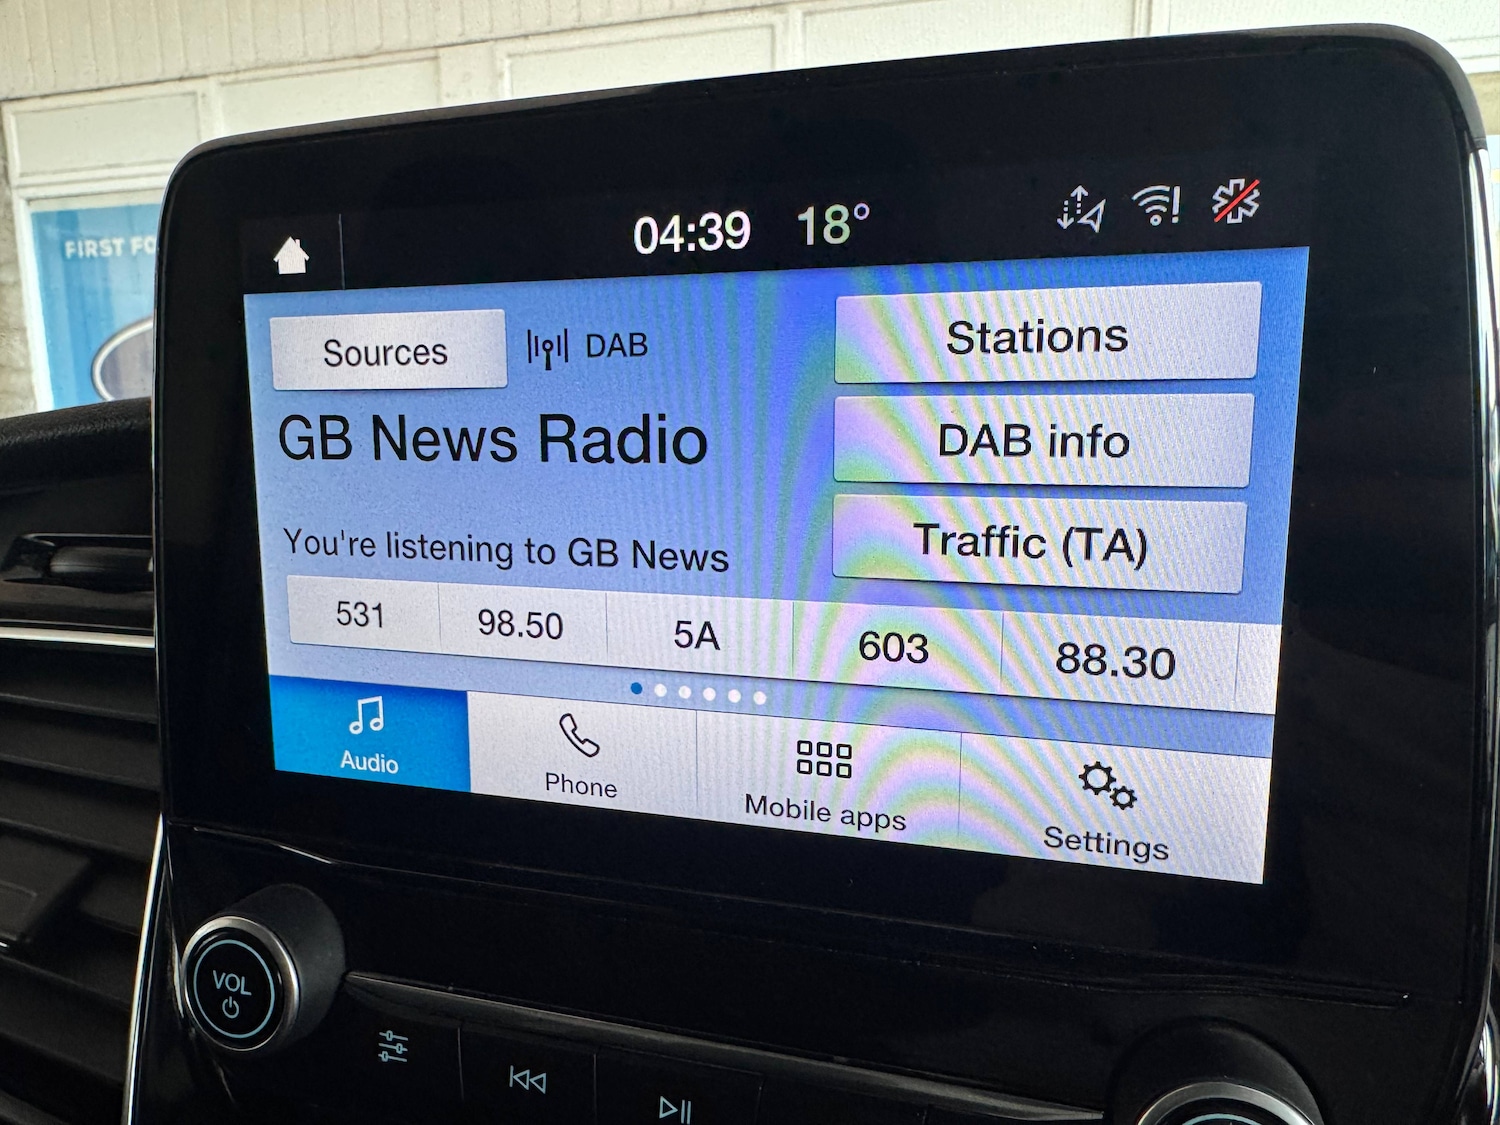 FIRST FO
04:39 18°
Sources DAB Stations
GB News Radio
DAB info
Traffic (TA)
You're listening to GB News
531 98.50 5A 603 88.30
Audio Phone Mobile apps Settings
VOL